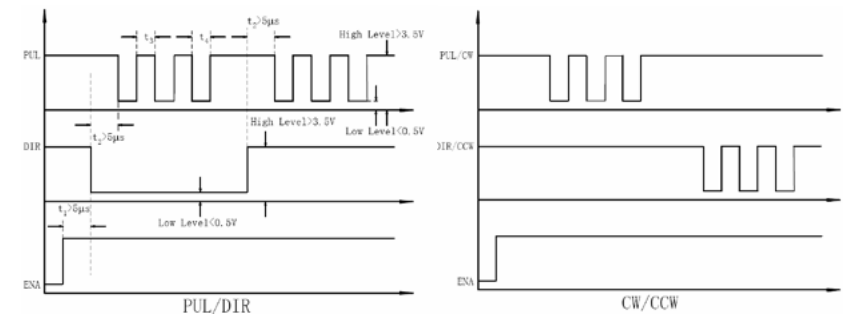 t₂>5μs
t₃
t₄
High Level>3.5V
PUL
Low Level<0.5V
t₂>5μs
High Level>3.5V
DIR
t₁>5μs
Low Level<0.5V
ENA
PUL/DIR
PUL/CW
DIR/CCW
ENA
CW/CCW